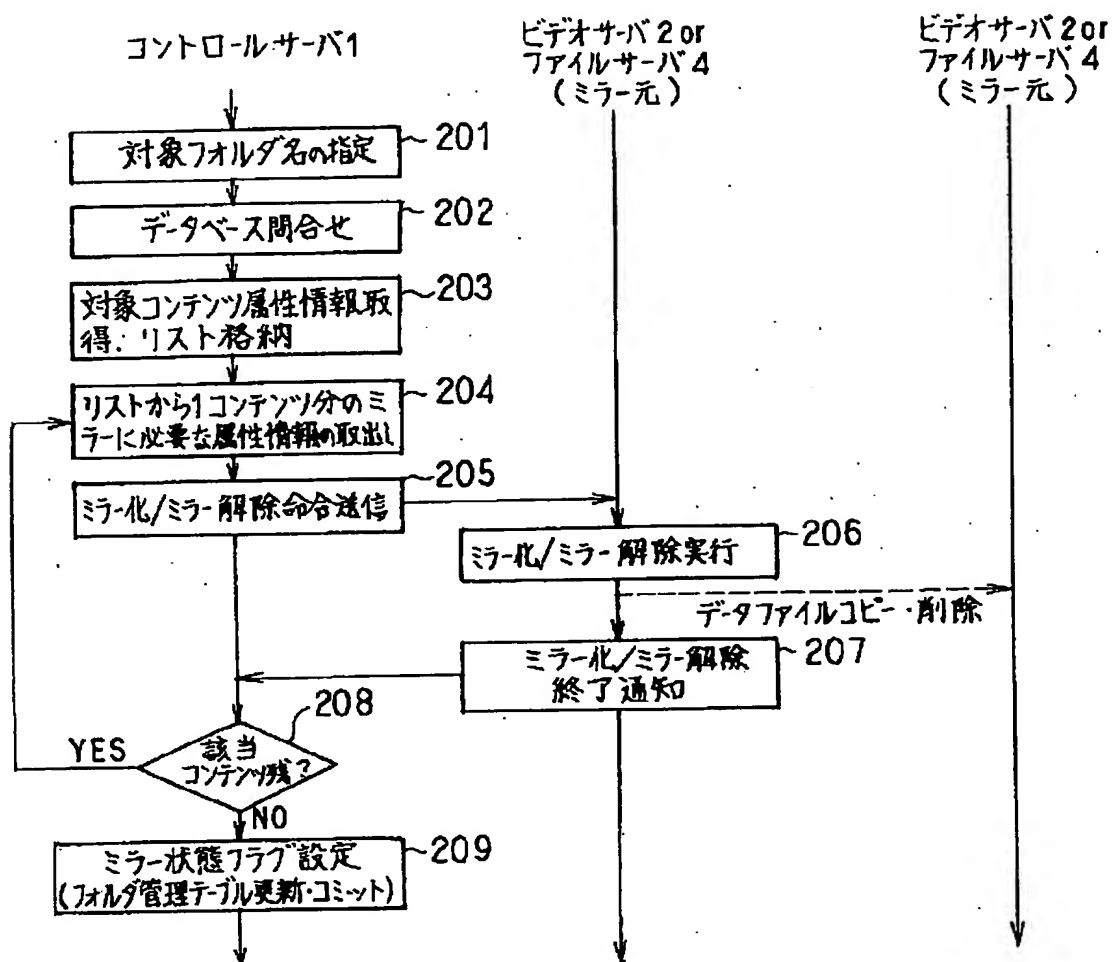 コントロールサーバ1
ビデオサーバ2 or
ファイルサーバ4
(ミラー元)
ビデオサーバ2 or
ファイルサーバ4
(ミラー元)
対象フォルダ名の指定
201
データベース問合せ
202
対象コンテンツ属性情報取
得:リスト格納
203
リストから1コンテンツ分のミ
ラーに必要な属性情報の取出し
204
205
ミラー化/ミラー解除命令送信
ミラー化/ミラー解除実行
206
データファイルコピー・削除
ミラー化/ミラー解除
終了通知
207
208
該当
コンテンツ残?
YES
NO
ミラー状態フラグ設定
(フォルダ管理テーブル更新・コミット)
209